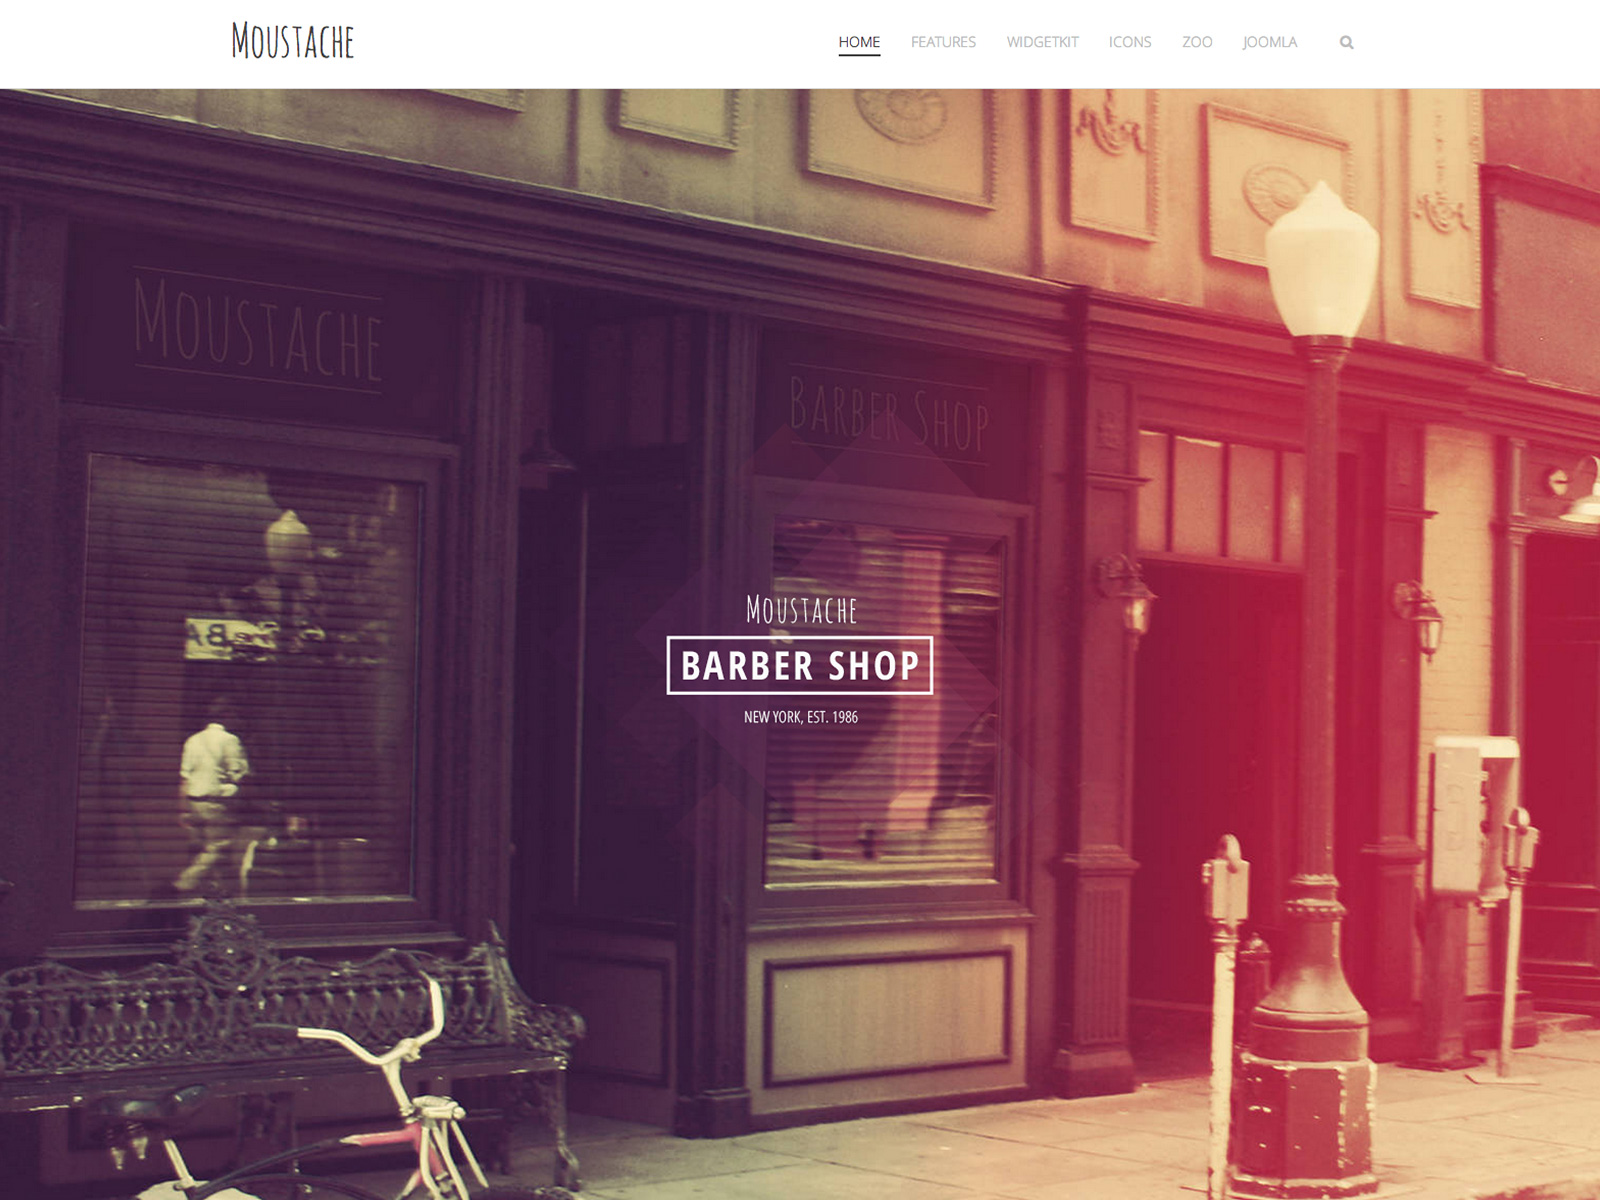 Moustache
HOME FEATURES WIDGETKIT ICONS ZOO JOOMLA
Moustache
Barber Shop
Moustache
BARBER SHOP
NEW YORK, EST. 1986